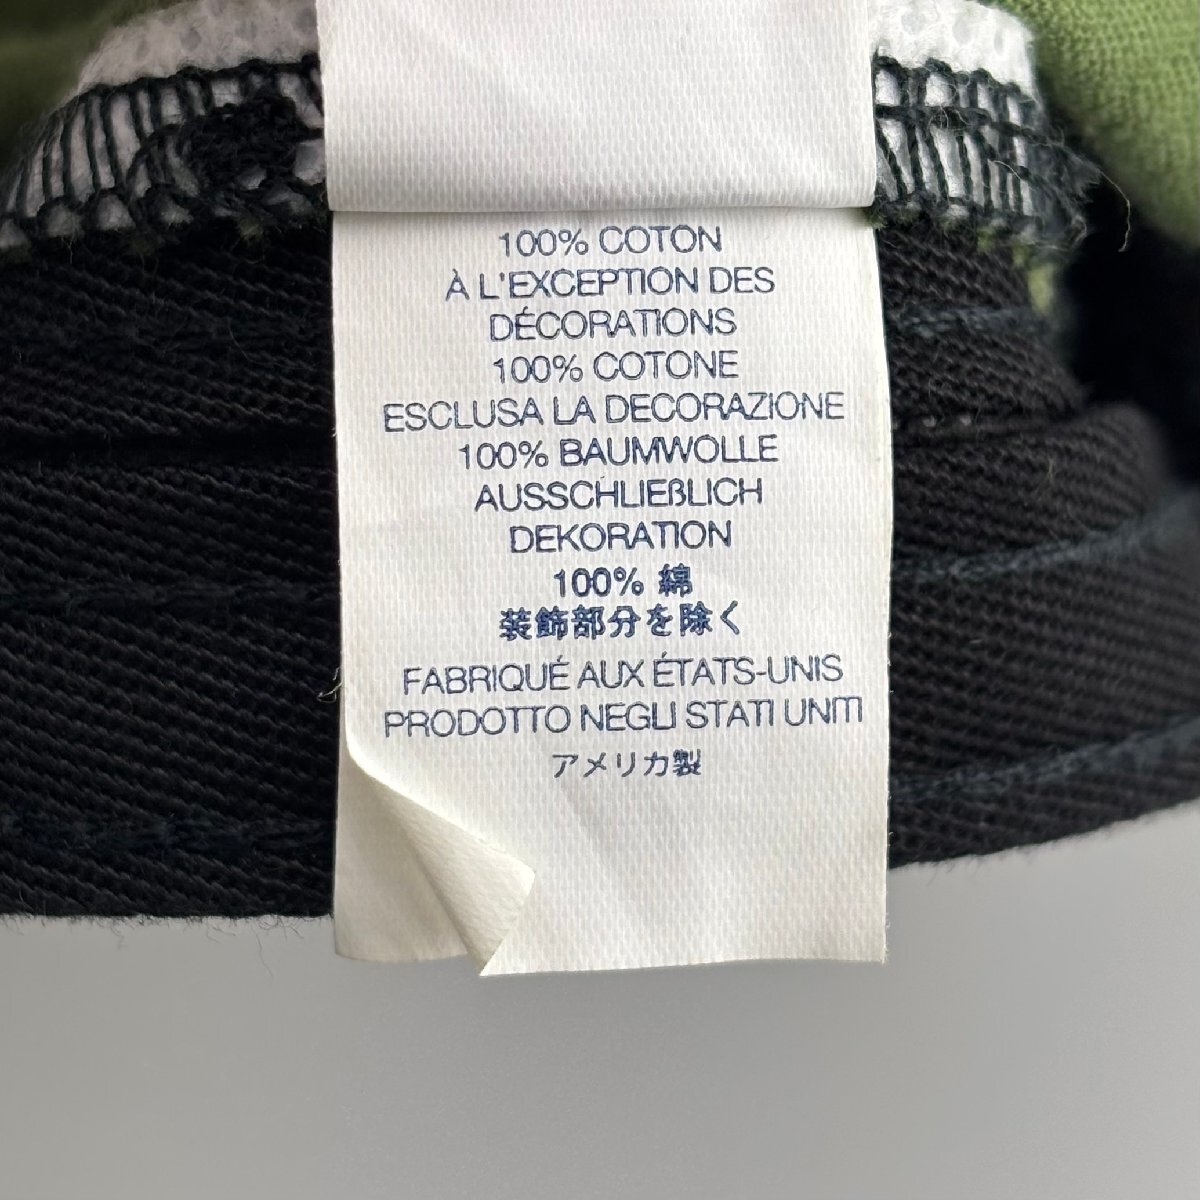 100% COTON
À L'EXCEPTION DES
DÉCORATIONS
100% COTONE
ESCLUSA LA DECORAZIONE
100% BAUMWOLLE
AUSSCHLIEßLICH
DEKORATION
100% 綿
装飾部分を除く
FABRIQUÉ AUX ÉTATS-UNIS
PRODOTTO NEGLI STATI UNITI
アメリカ製